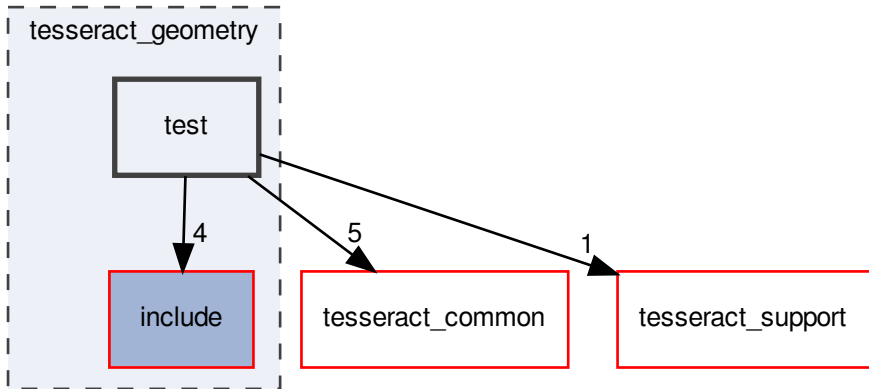 tesseract_geometry
test
4
5
1
include
tesseract_common
tesseract_support